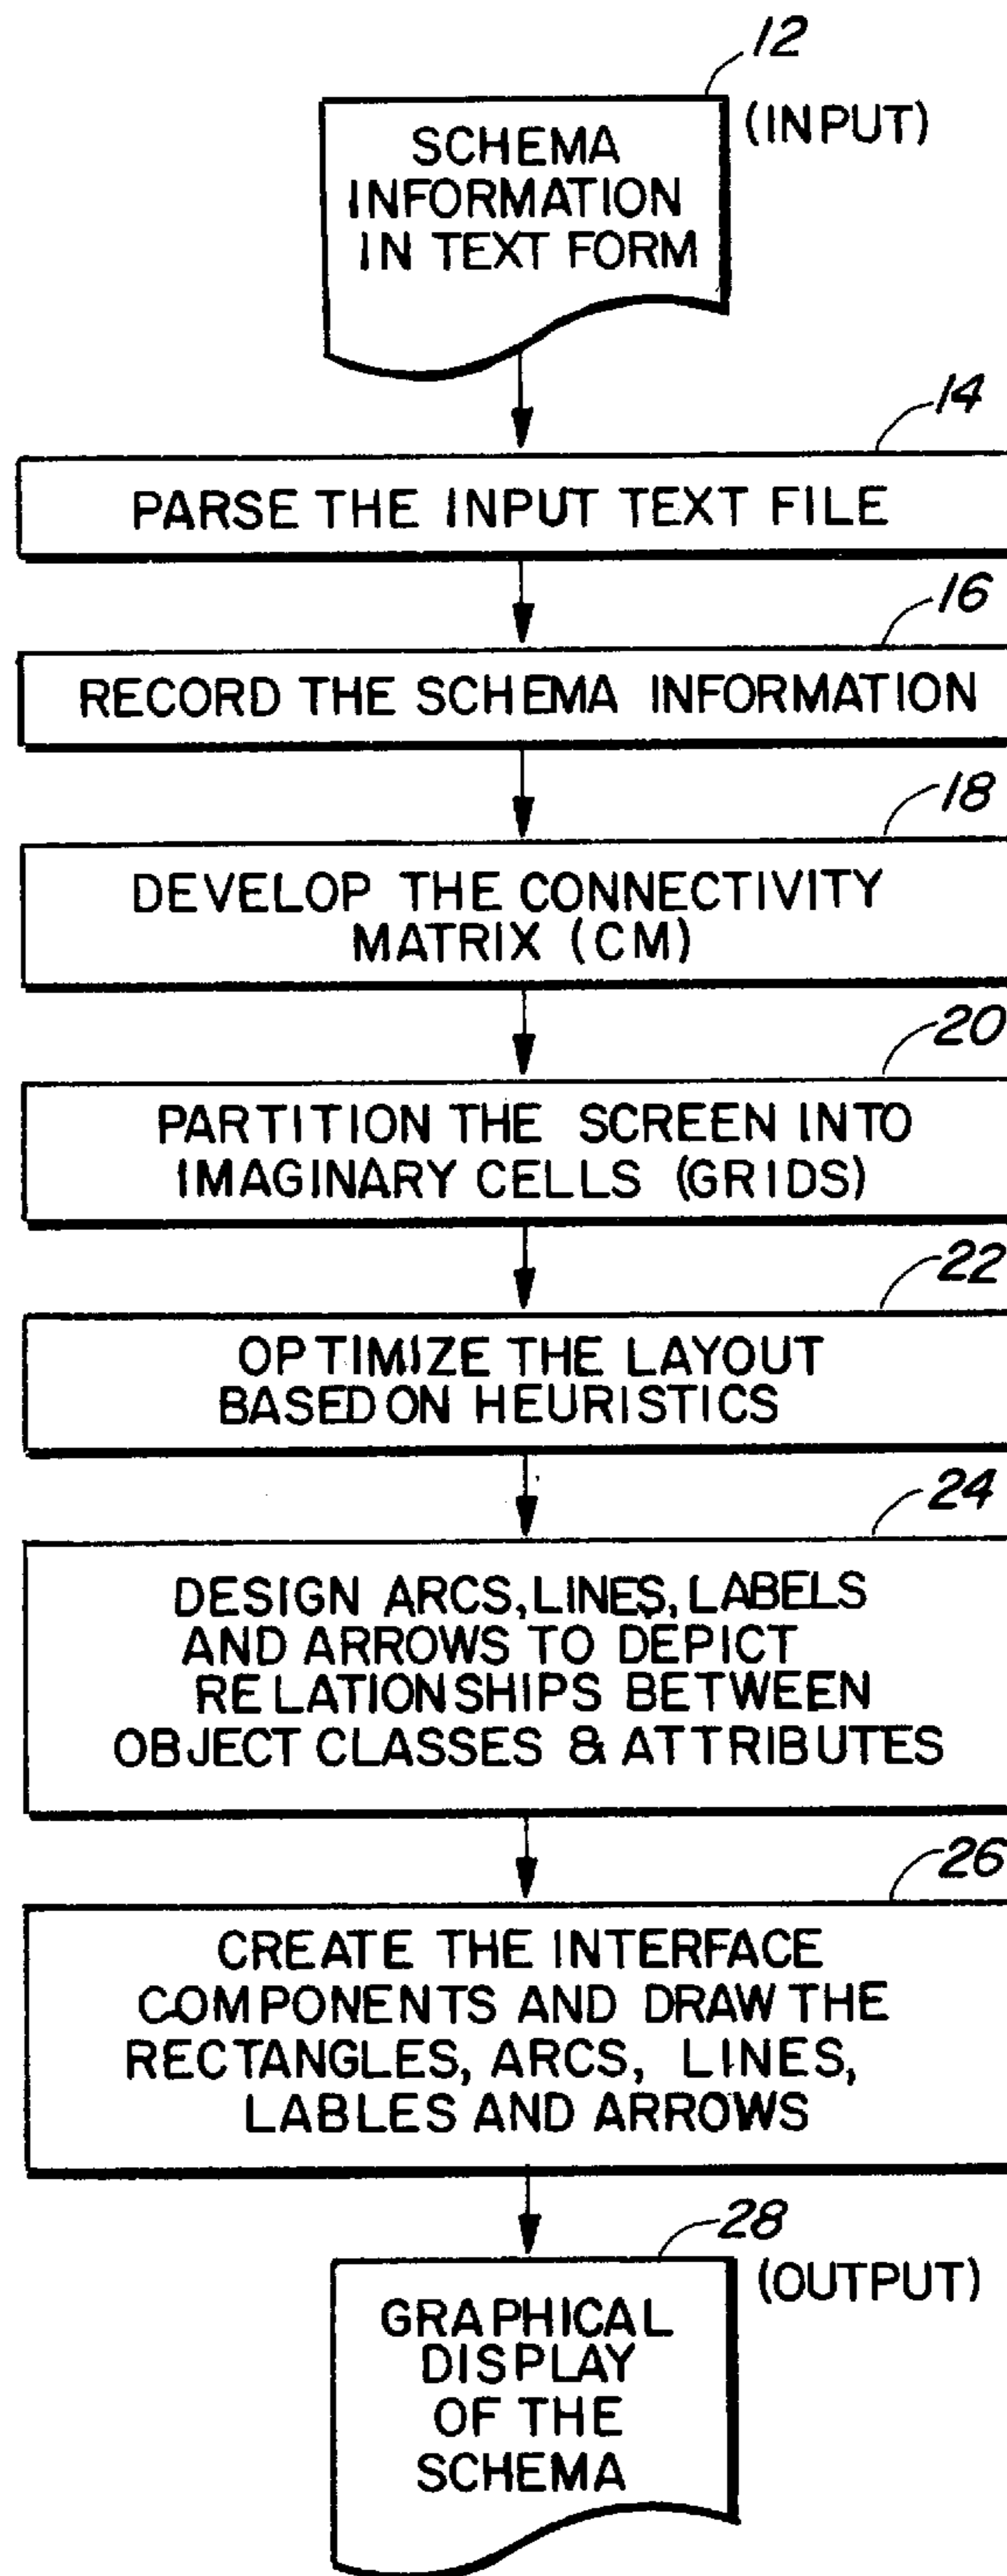 12
(INPUT)
SCHEMA
INFORMATION
IN TEXT FORM
14
PARSE THE INPUT TEXT FILE
16
RECORD THE SCHEMA INFORMATION
18
DEVELOP THE CONNECTIVITY
MATRIX (CM)
20
PARTITION THE SCREEN INTO
IMAGINARY CELLS (GRIDS)
22
OPTIMIZE THE LAYOUT
BASED ON HEURISTICS
24
DESIGN ARCS, LINES, LABELS
AND ARROWS TO DEPICT
RELATIONSHIPS BETWEEN
OBJECT CLASSES & ATTRIBUTES
26
CREATE THE INTERFACE
COMPONENTS AND DRAW THE
RECTANGLES, ARCS, LINES,
LABLES AND ARROWS
28
(OUTPUT)
GRAPHICAL
DISPLAY
OF THE
SCHEMA